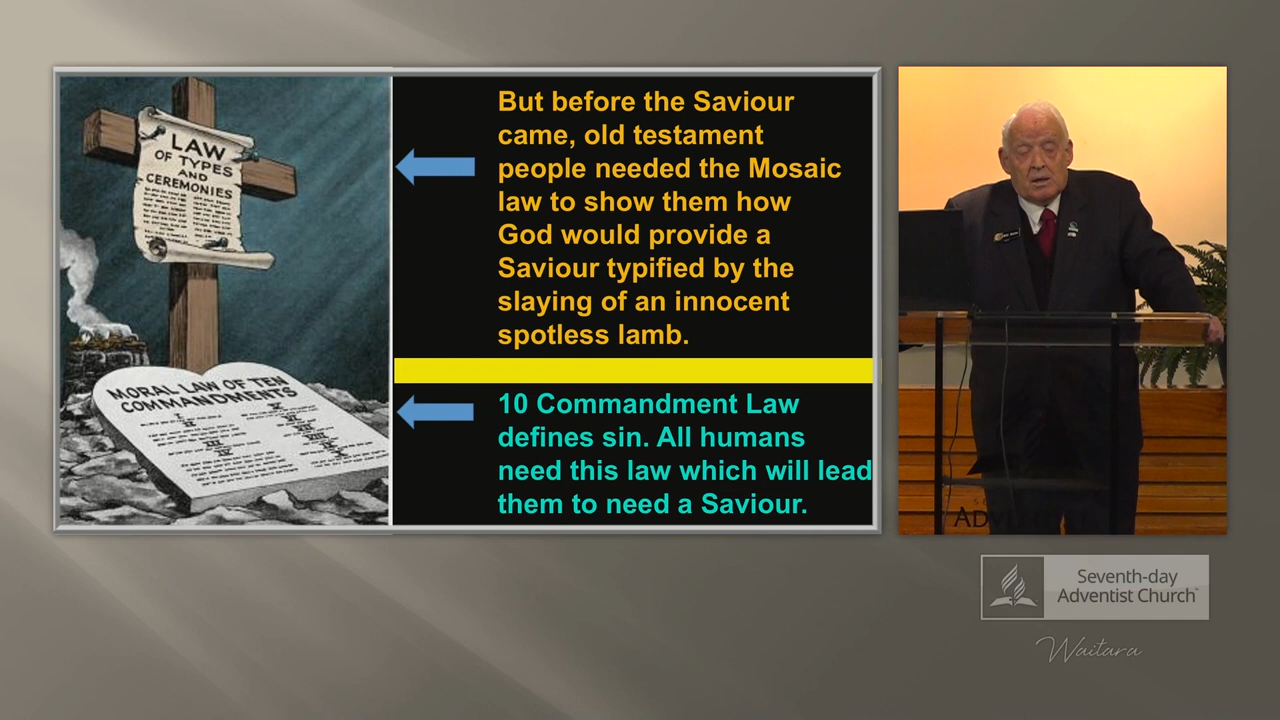 LAW
OF TYPES
AND
CEREMONIES
MORAL LAW OF TEN
COMMANDMENTS
But before the Saviour
came, old testament
people needed the Mosaic
law to show them how
God would provide a
Saviour typified by the
slaying of an innocent
spotless lamb.
10 Commandment Law
defines sin. All humans
need this law which will lead
them to need a Saviour.
Seventh-day
Adventist Church
Waitara